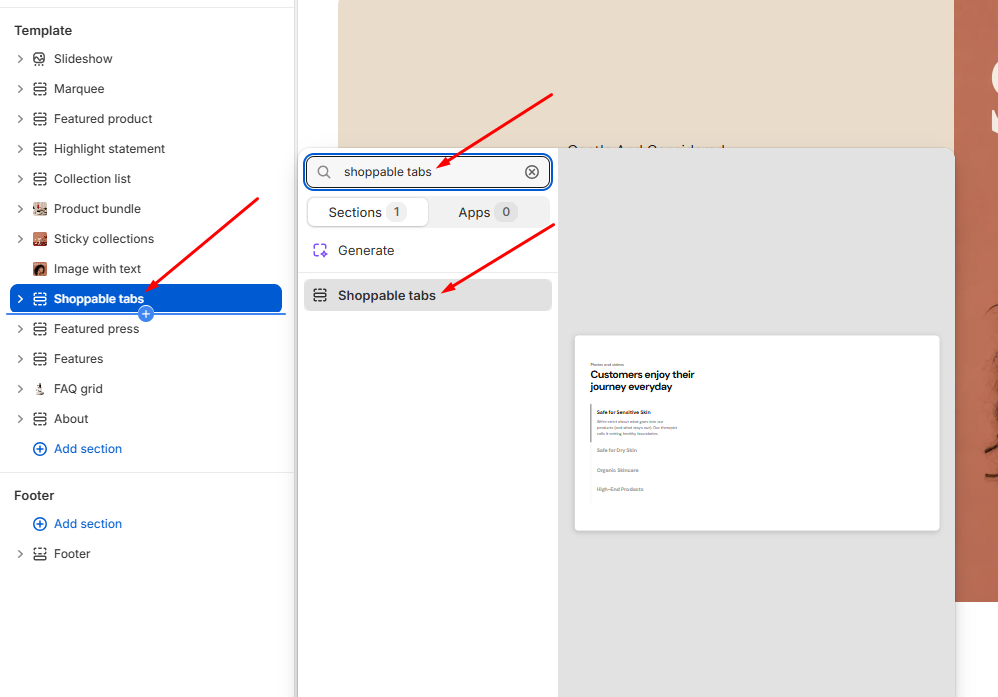 Template
Slideshow
Marquee
Featured product
Highlight statement
Collection list
Product bundle
Sticky collections
Image with text
Shoppable tabs
Featured press
Features
FAQ grid
About
Add section
Footer
Add section
Footer
shoppable tabs
Sections 1
Apps 0
Generate
Shoppable tabs
Photos and videos
Customers enjoy their
journey everyday
Safe for Sensitive Skin
Safe for Dry Skin
Organic Skincare
High-End Products